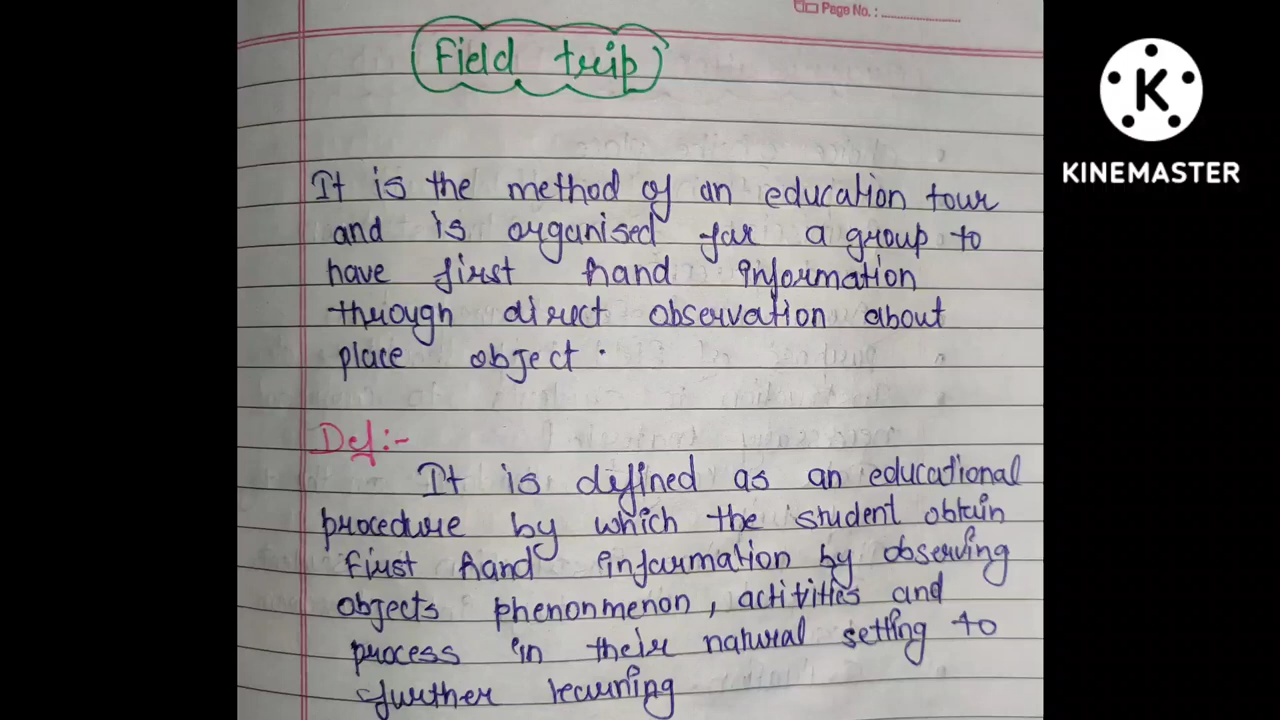 Page No. :
Field trip
It is the method of an education tour
and is organised for a group to
have first hand information
through direct observation about
place object .
Def:-
It is defined as an educational
procedure by which the student obtain
First hand information by observing
objects phenonmenon, activities and
process in their natural setting to
further learning
K
KINEMASTER